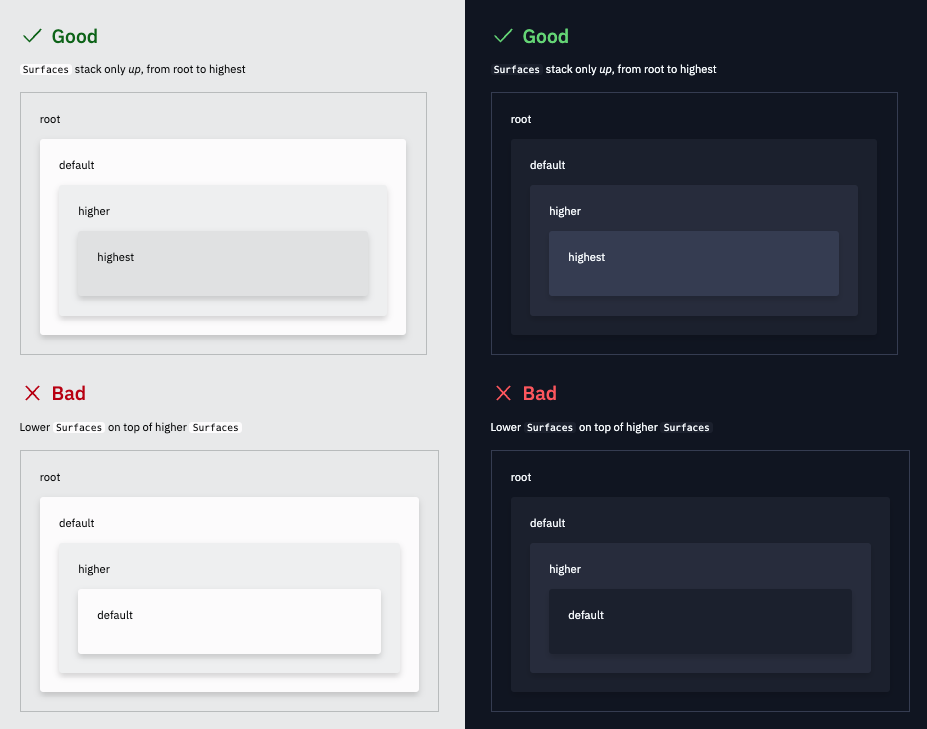 Good
Surfaces stack only up, from root to highest
root
default
higher
highest
Bad
Lower Surfaces on top of higher Surfaces
root
default
higher
default
Good
Surfaces stack only up, from root to highest
root
default
higher
highest
Bad
Lower Surfaces on top of higher Surfaces
root
default
higher
default